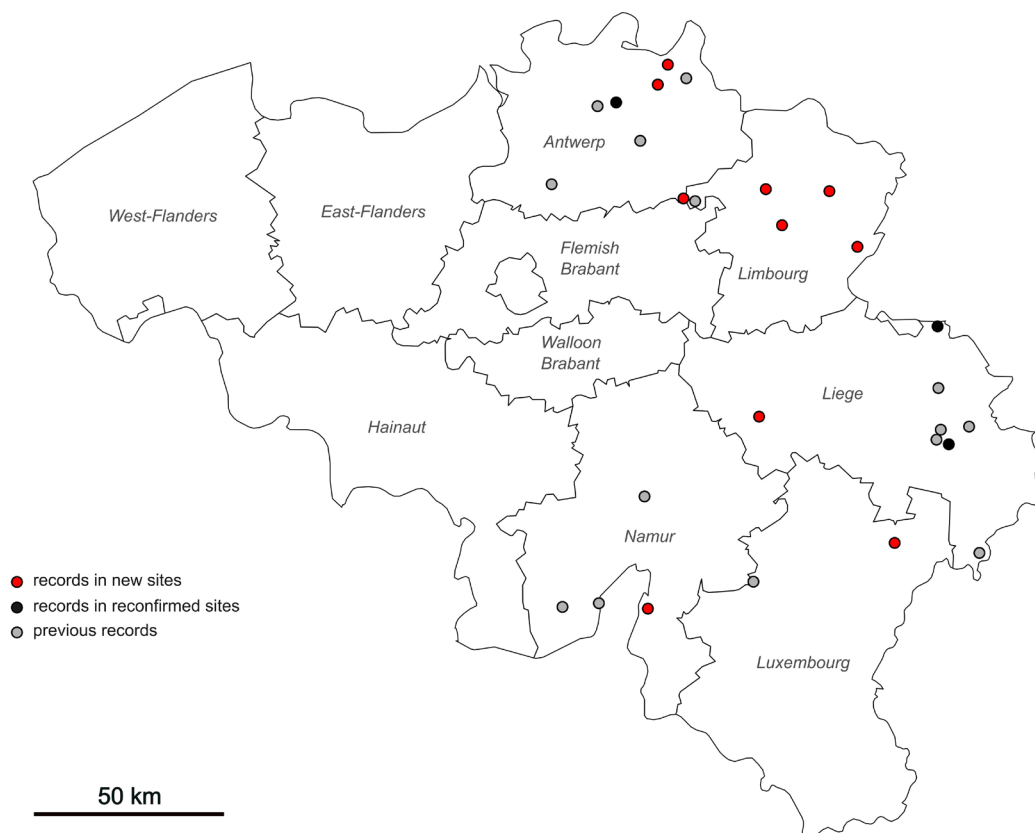 Antwerp
West-Flanders
East-Flanders
Flemish
Brabant
Limbourg
Walloon
Brabant
Liege
Hainaut
Namur
Luxembourg
records in new sites
records in reconfirmed sites
previous records
50 km